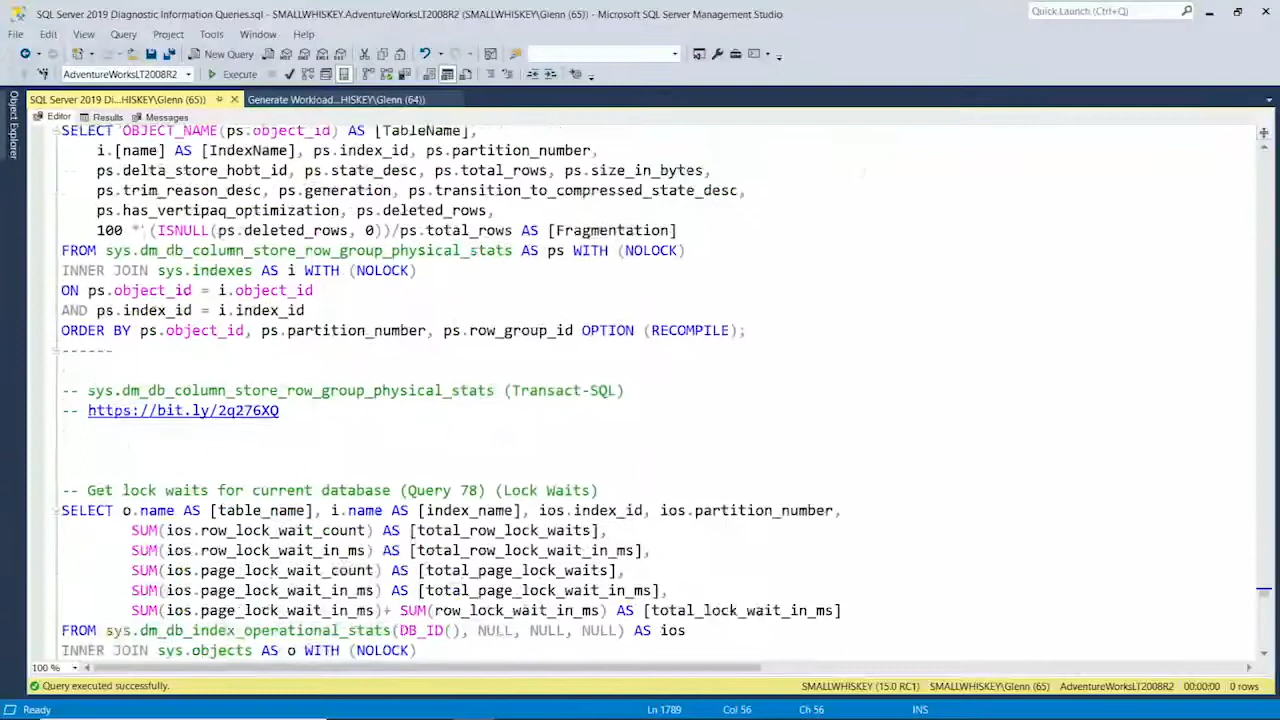 SQL Server 2019 Diagnostic Information Queries.sql - SMALLWHISKEY.AdventureWorksLT2008R2 (SMALLWHISKEY\Glenn (65)) - Microsoft SQL Server Management Studio
Quick Launch (Ctrl+Q)
File Edit View Query Project Tools Window Help
New Query
AdventureWorksLT2008R2 Execute
Object Explorer
SQL Server 2019 Di...HISKEY\Glenn (65)) Generate Workload...HISKEY\Glenn (64))
Editor Results Messages
SELECT OBJECT_NAME(ps.object_id) AS [TableName],
i.[name] AS [IndexName], ps.index_id, ps.partition_number,
ps.delta_store_hobt_id, ps.state_desc, ps.total_rows, ps.size_in_bytes,
ps.trim_reason_desc, ps.generation, ps.transition_to_compressed_state_desc,
ps.has_vertipaq_optimization, ps.deleted_rows,
100 * (ISNULL(ps.deleted_rows, 0))/ps.total_rows AS [Fragmentation]
FROM sys.dm_db_column_store_row_group_physical_stats AS ps WITH (NOLOCK)
INNER JOIN sys.indexes AS i WITH (NOLOCK)
ON ps.object_id = i.object_id
AND ps.index_id = i.index_id
ORDER BY ps.object_id, ps.partition_number, ps.row_group_id OPTION (RECOMPILE);
------
-- sys.dm_db_column_store_row_group_physical_stats (Transact-SQL)
-- https://bit.ly/2q276XQ
-- Get lock waits for current database (Query 78) (Lock Waits)
SELECT o.name AS [table_name], i.name AS [index_name], ios.index_id, ios.partition_number,
SUM(ios.row_lock_wait_count) AS [total_row_lock_waits],
SUM(ios.row_lock_wait_in_ms) AS [total_row_lock_wait_in_ms],
SUM(ios.page_lock_wait_count) AS [total_page_lock_waits],
SUM(ios.page_lock_wait_in_ms) AS [total_page_lock_wait_in_ms],
SUM(ios.page_lock_wait_in_ms)+ SUM(row_lock_wait_in_ms) AS [total_lock_wait_in_ms]
FROM sys.dm_db_index_operational_stats(DB_ID(), NULL, NULL, NULL) AS ios
INNER JOIN sys.objects AS o WITH (NOLOCK)
100 %
Query executed successfully. SMALLWHISKEY (15.0 RC1) SMALLWHISKEY\Glenn (65) AdventureWorksLT2008R2 00:00:00 0 rows
Ready Ln 1789 Col 56 Ch 56 INS